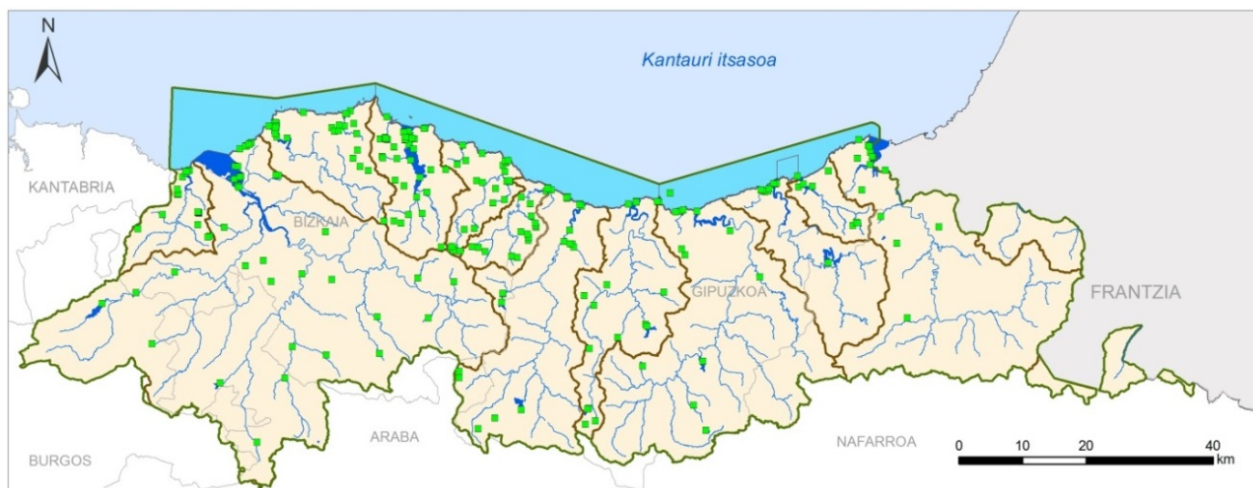 N
Kantauri itsasoa
KANTABRIA
BIZKAIA
GIPUZKOA
FRANTZIA
ARABA
NAFARROA
BURGOS
0 10 20 40
km